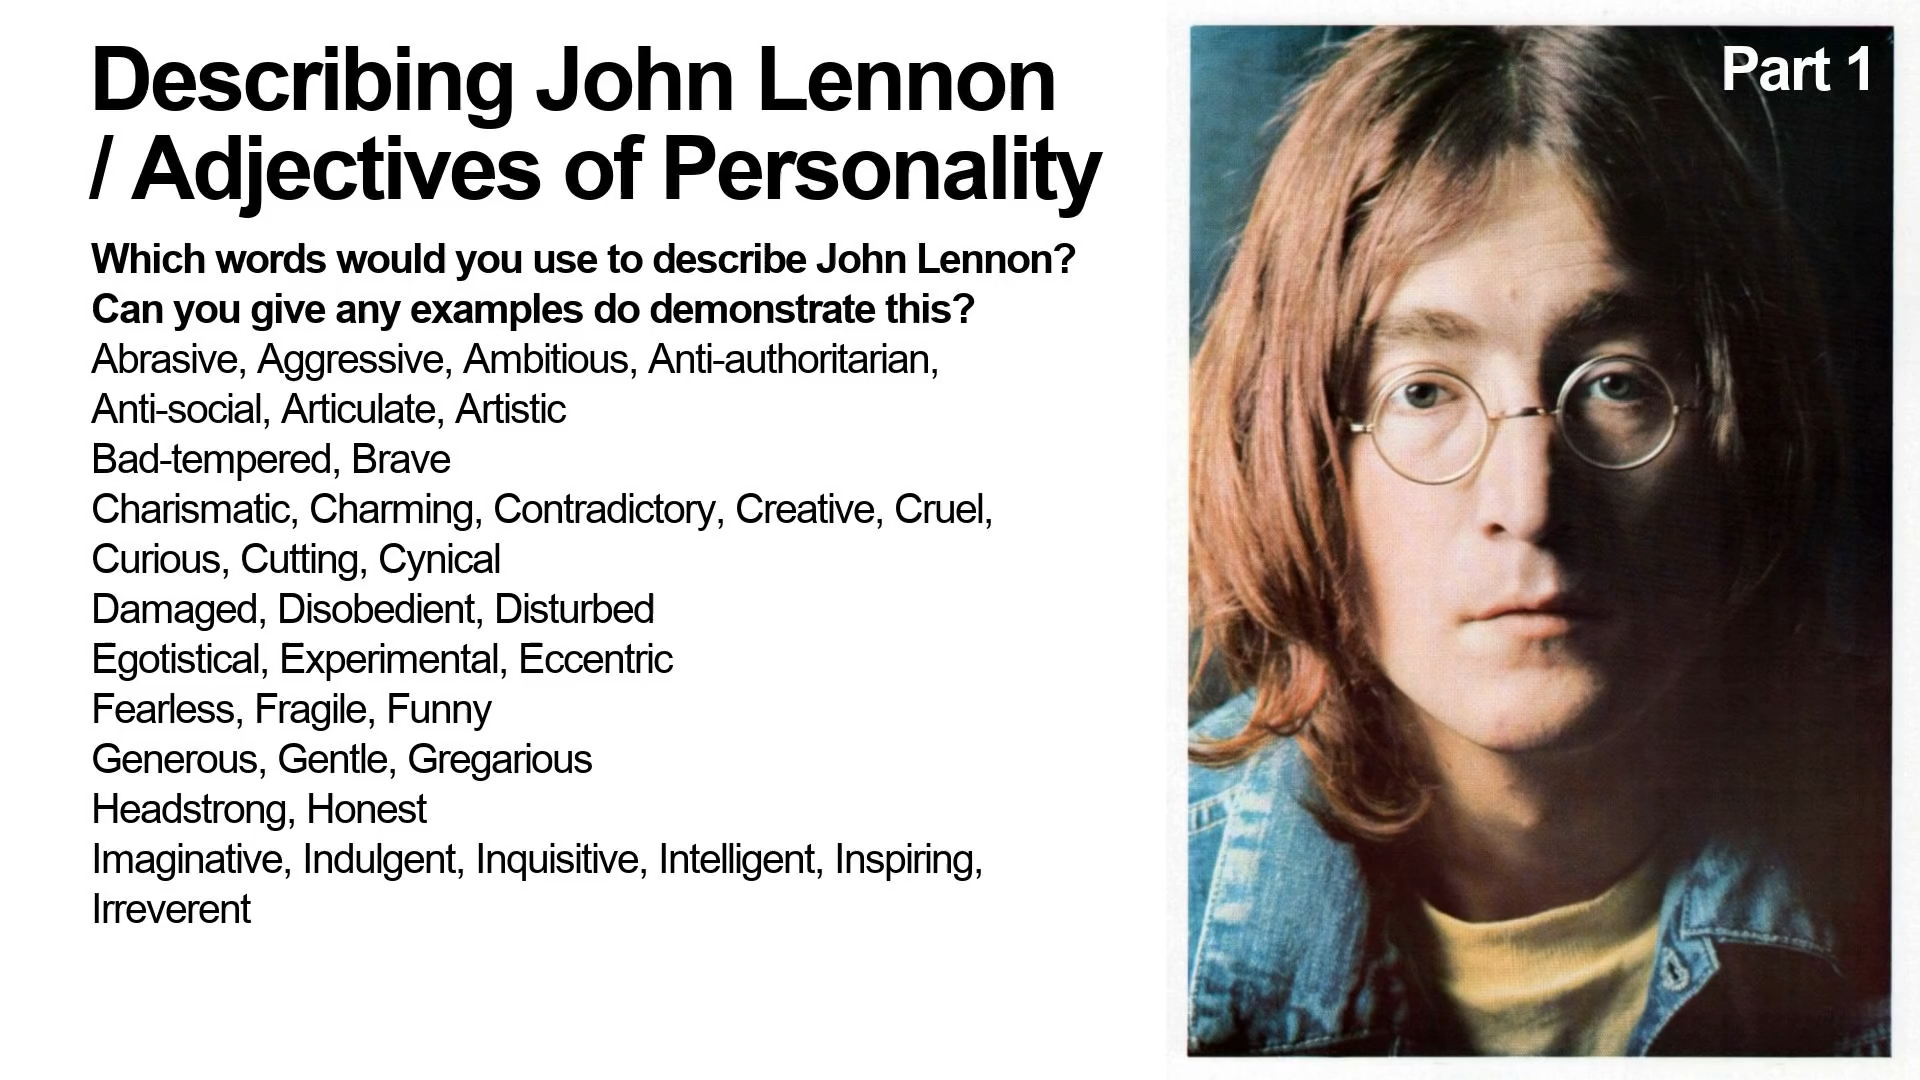 Describing John Lennon
/ Adjectives of Personality
Part 1
Which words would you use to describe John Lennon?
Can you give any examples do demonstrate this?
Abrasive, Aggressive, Ambitious, Anti-authoritarian,
Anti-social, Articulate, Artistic
Bad-tempered, Brave
Charismatic, Charming, Contradictory, Creative, Cruel,
Curious, Cutting, Cynical
Damaged, Disobedient, Disturbed
Egotistical, Experimental, Eccentric
Fearless, Fragile, Funny
Generous, Gentle, Gregarious
Headstrong, Honest
Imaginative, Indulgent, Inquisitive, Intelligent, Inspiring,
Irreverent